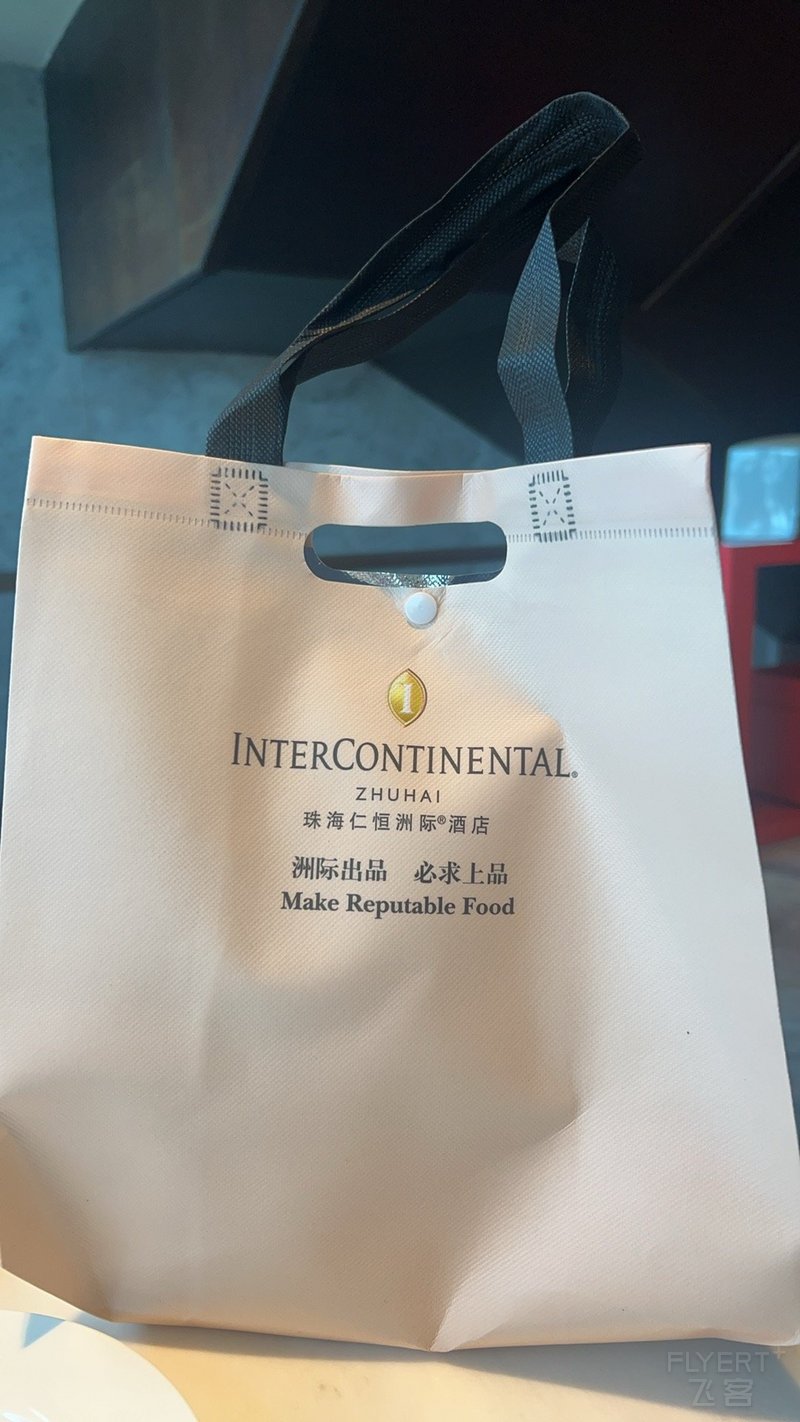 I
INTERCONTINENTAL®
ZHUHAI
珠海仁恒洲际®酒店
洲际出品 必求上品
Make Reputable Food
FLYERT+
飞客